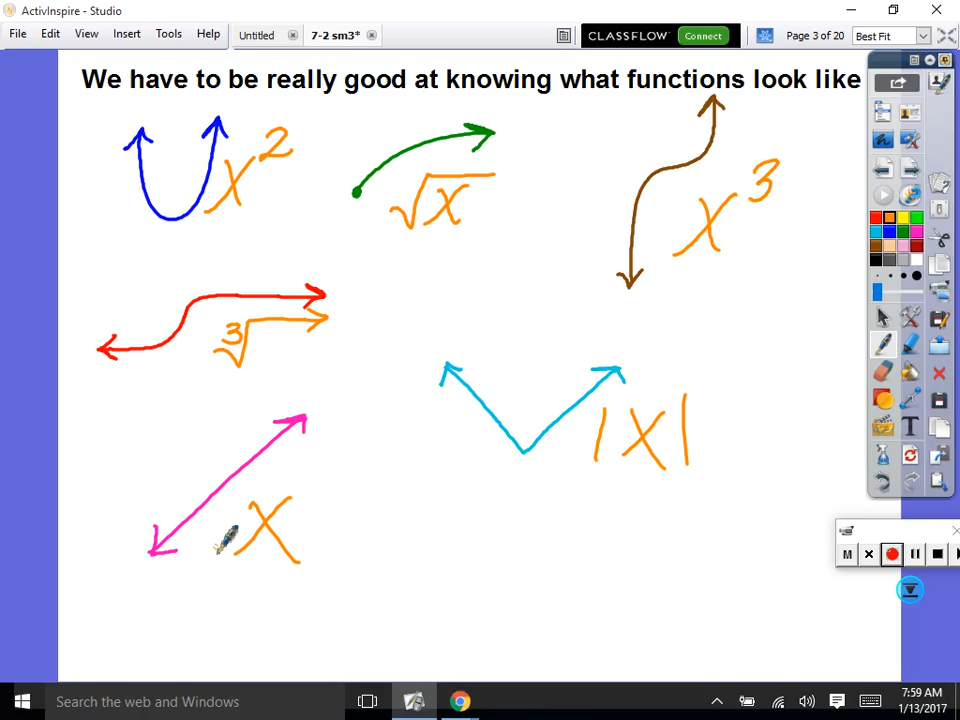 ActivInspire - Studio
File Edit View Insert Tools Help
Untitled
7-2 sm3*
CLASSFLOW Connect
Page 3 of 20
Best Fit
We have to be really good at knowing what functions look like
x²
√x
x³
∛
|x|
x
T
M
Search the web and Windows
7:59 AM
1/13/2017